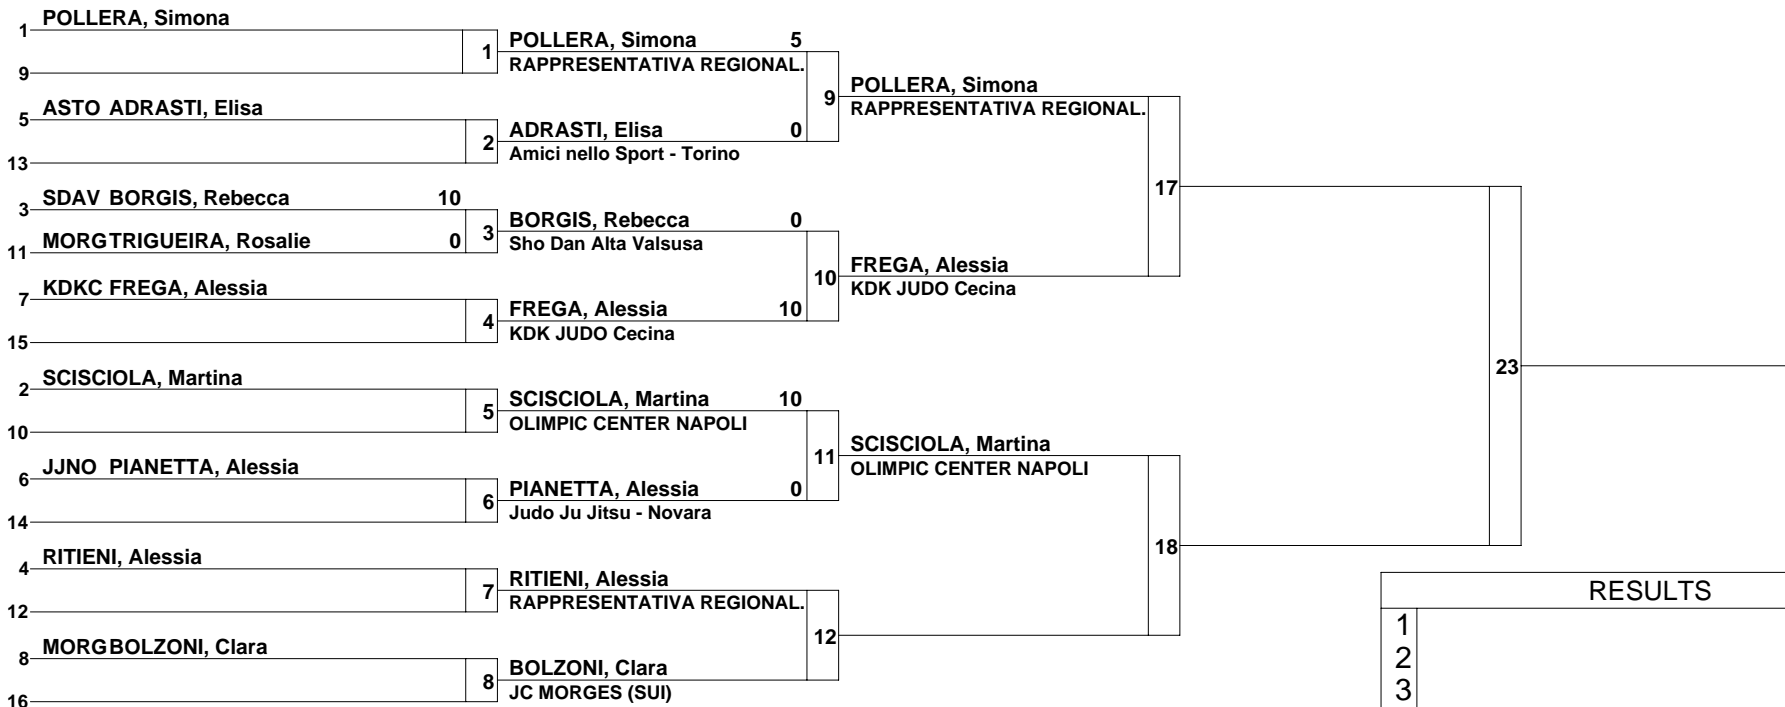 POLLERA, Simona
1
9
ASTO ADRASTI, Elisa
5
13
SDAV BORGIS, Rebecca 10
3
MORG TRIGUEIRA, Rosalie 0
11
KDKC FREGA, Alessia
7
15
SCISCIOLA, Martina
2
10
JJNO PIANETTA, Alessia
6
14
RITIENI, Alessia
4
12
MORG BOLZONI, Clara
8
16
1
POLLERA, Simona 5
RAPPRESENTATIVA REGIONAL.
2
ADRASTI, Elisa 0
Amici nello Sport - Torino
3
BORGIS, Rebecca 0
Sho Dan Alta Valsusa
4
FREGA, Alessia 10
KDK JUDO Cecina
5
SCISCIOLA, Martina 10
OLIMPIC CENTER NAPOLI
6
PIANETTA, Alessia 0
Judo Ju Jitsu - Novara
7
RITIENI, Alessia
RAPPRESENTATIVA REGIONAL.
8
BOLZONI, Clara
JC MORGES (SUI)
9
POLLERA, Simona
RAPPRESENTATIVA REGIONAL.
10
FREGA, Alessia
KDK JUDO Cecina
11
SCISCIOLA, Martina
OLIMPIC CENTER NAPOLI
12
17
18
23
RESULTS
1
2
3